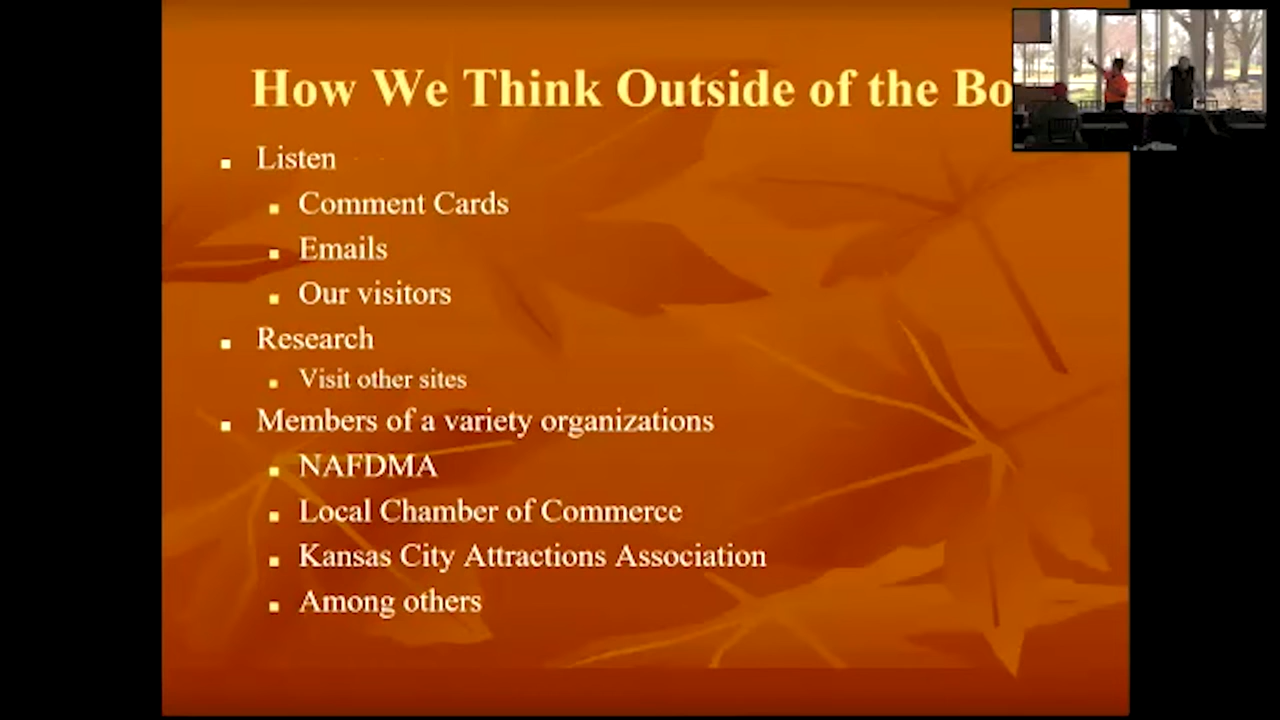 How We Think Outside of the Bo
Listen
Comment Cards
Emails
Our visitors
Research
Visit other sites
Members of a variety organizations
NAFDMA
Local Chamber of Commerce
Kansas City Attractions Association
Among others